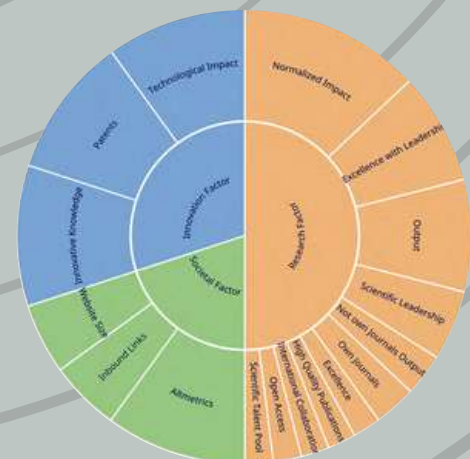 Technological Impact
Normalized Impact
Patents
Excellence with Leadership
Innovative Knowledge
Innovation Factor
Research Factor
Output
Societal Factor
Scientific Leadership
Website Size
Not own Journals Output
Inbound Links
Own Journals
Altmetrics
Excellence
High Quality Publications
International Collaboration
Open Access
Scientific Talent Pool